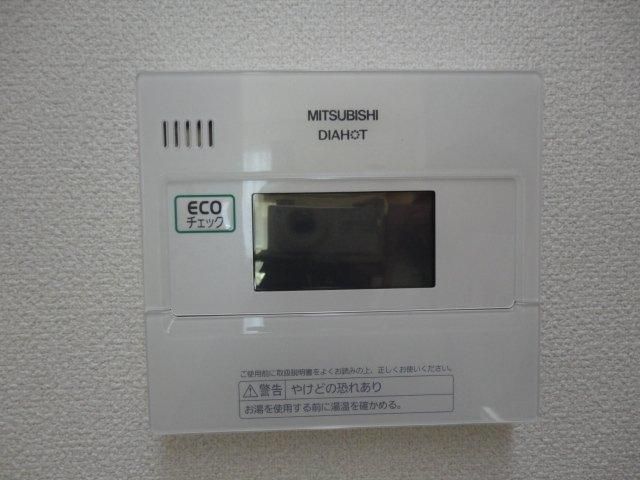 MITSUBISHI
DIAHOT
ECO
チェック
ご使用前に取扱説明書をよくお読みの上、正しくお使いください。
⚠警告 やけどの恐れあり
お湯を使用する前に湯温を確かめる。